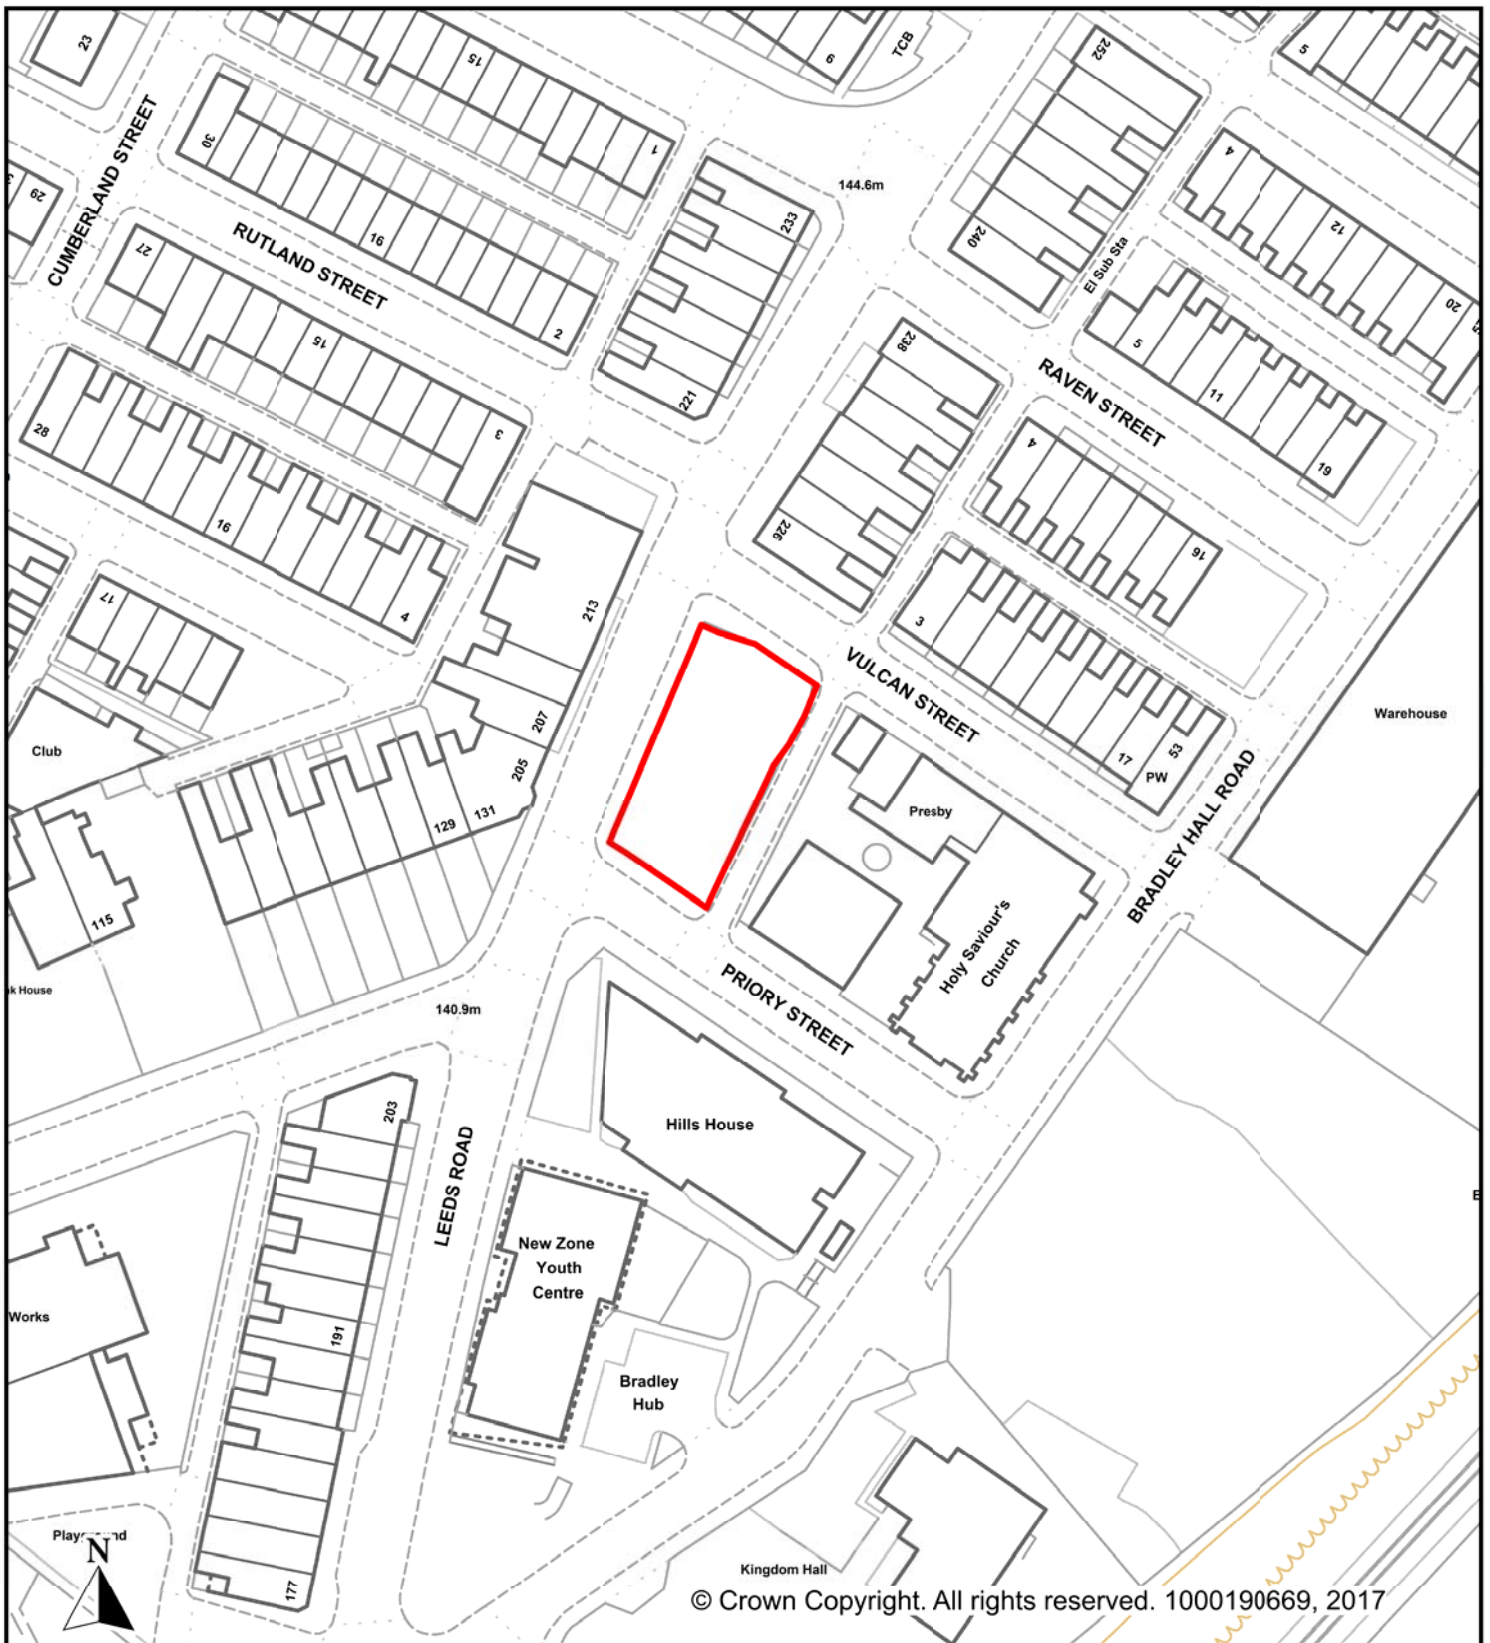 23
15
9
TCB
252
5
CUMBERLAND STREET
30
1
4
144.6m
29
233
12
RUTLAND STREET
16
240
El Sub Sta
27
20
2
15
238
5
RAVEN STREET
11
221
28
3
4
19
16
226
16
17
4
213
3
VULCAN STREET
Club
207
17
53
PW
Warehouse
205
129
131
Presby
BRADLEY HALL ROAD
115
Holy Saviour's
Church
k House
140.9m
PRIORY STREET
203
Hills House
LEEDS ROAD
New Zone
Youth
Centre
Works
191
Bradley
Hub
Playground
N
177
Kingdom Hall
© Crown Copyright. All rights reserved. 1000190669, 2017